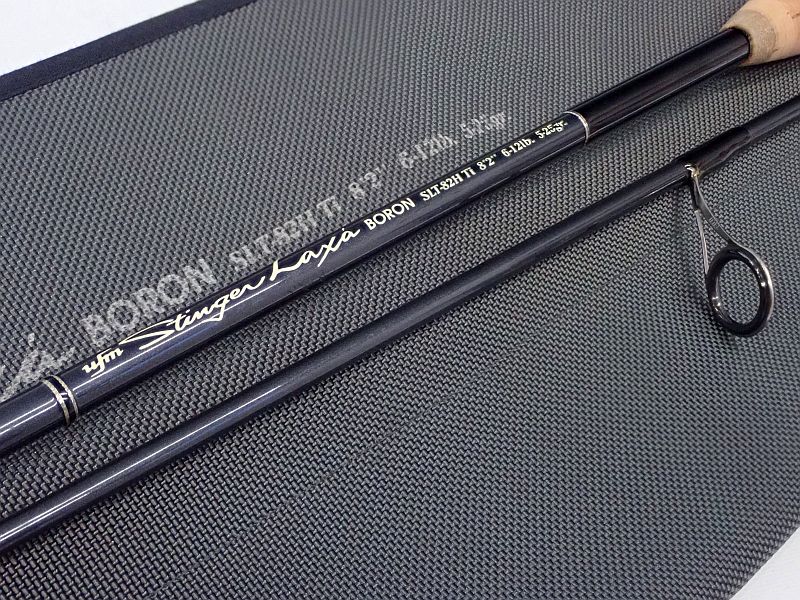 BORON SLT-82H Ti 8'2" 6-12lb. 5-25gr.
ufm Stinger Laxa BORON SLT-82H Ti 8'2" 6-12lb. 5-25gr.